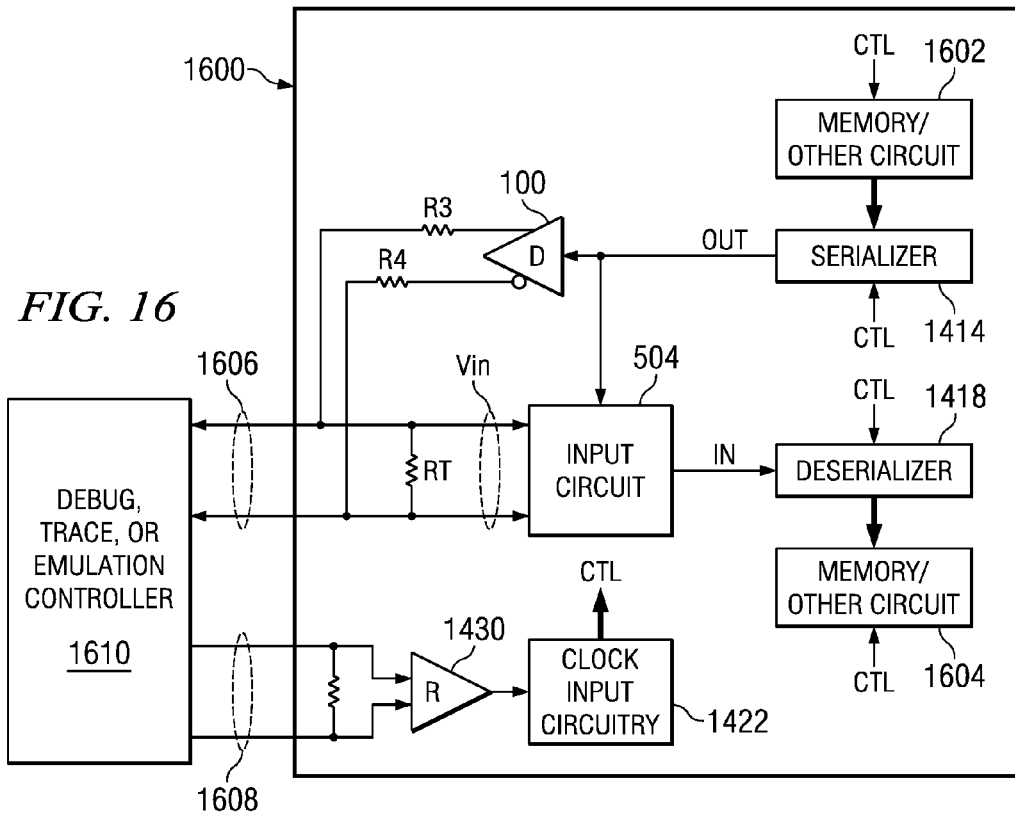 CTL
1602
1600
MEMORY/
OTHER CIRCUIT
100
R3
R4
D
OUT
SERIALIZER
FIG. 16
CTL
1414
1606
Vin
504
CTL
1418
RT
INPUT
CIRCUIT
IN
DESERIALIZER
DEBUG,
TRACE, OR
EMULATION
CONTROLLER
1610
CTL
MEMORY/
OTHER CIRCUIT
1430
R
CLOCK
INPUT
CIRCUITRY
1422
CTL
1604
1608